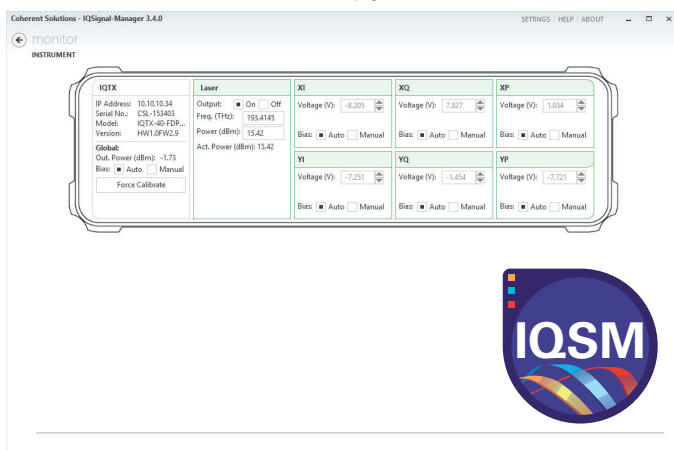 Coherent Solutions - IQSignal-Manager 3.4.0
SETTINGS | HELP | ABOUT
monitor
INSTRUMENT
IQTX
IP Address: 10.10.10.34
Serial No.: CSL-153403
Model: IQTX-40-FDP...
Version: HW1.0FW2.9
Global:
Out. Power (dBm): -1.73
Bias: Auto Manual
Force Calibrate
Laser
Output: On Off
Freq. (THz): 193.4145
Power (dBm): 15.42
Act. Power (dBm): 15.42
XI
Voltage (V): -8.205
Bias: Auto Manual
XQ
Voltage (V): 7.827
Bias: Auto Manual
XP
Voltage (V): 1.034
Bias: Auto Manual
YI
Voltage (V): -7.251
Bias: Auto Manual
YQ
Voltage (V): -1.454
Bias: Auto Manual
YP
Voltage (V): -7.721
Bias: Auto Manual
IQSM